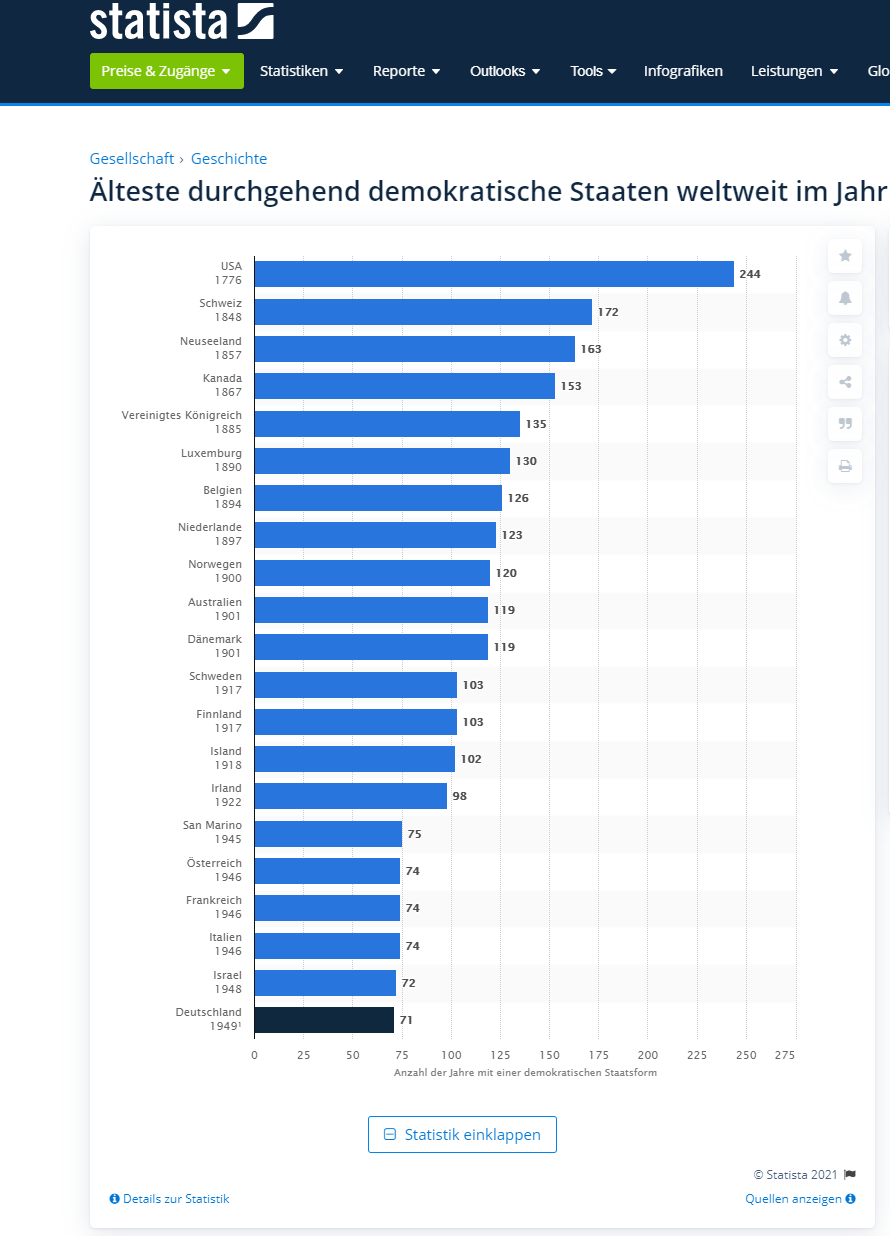 statista
Preise & Zugänge Statistiken Reporte Outlooks Tools Infografiken Leistungen Glo
Gesellschaft › Geschichte
Älteste durchgehend demokratische Staaten weltweit im Jahr
USA
1776
244
Schweiz
1848
172
Neuseeland
1857
163
Kanada
1867
153
Vereinigtes Königreich
1885
135
Luxemburg
1890
130
Belgien
1894
126
Niederlande
1897
123
Norwegen
1900
120
Australien
1901
119
Dänemark
1901
119
Schweden
1917
103
Finnland
1917
103
Island
1918
102
Irland
1922
98
San Marino
1945
75
Österreich
1946
74
Frankreich
1946
74
Italien
1946
74
Israel
1948
72
Deutschland
1949¹
71
0 25 50 75 100 125 150 175 200 225 250 275
Anzahl der Jahre mit einer demokratischen Staatsform
Statistik einklappen
© Statista 2021
Details zur Statistik
Quellen anzeigen